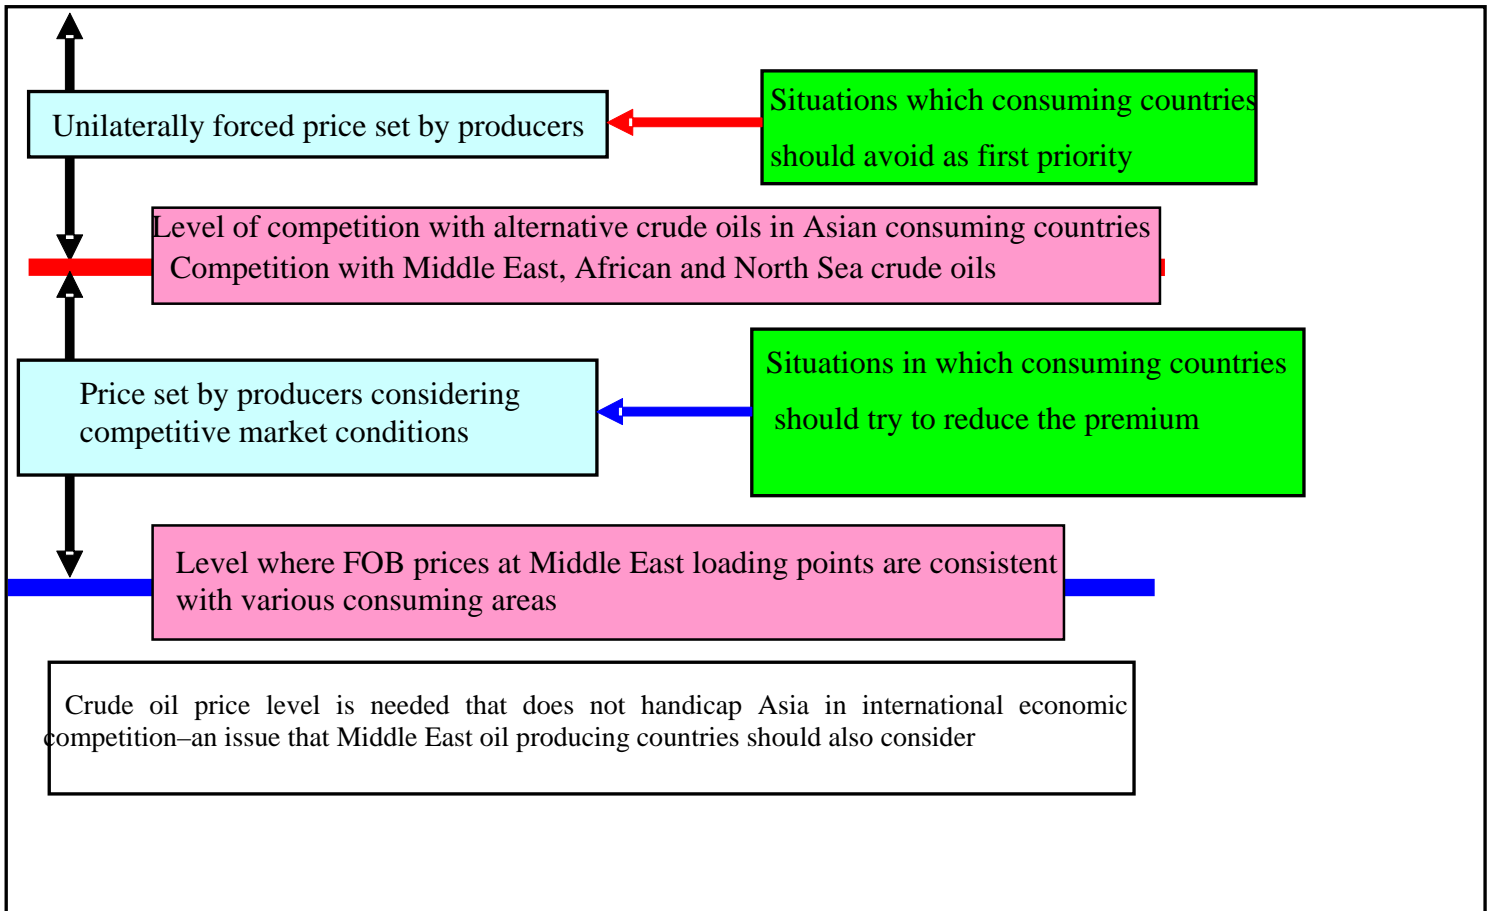 Unilaterally forced price set by producers
Situations which consuming countries
should avoid as first priority
Level of competition with alternative crude oils in Asian consuming countries
Competition with Middle East, African and North Sea crude oils
Price set by producers considering
competitive market conditions
Situations in which consuming countries
should try to reduce the premium
Level where FOB prices at Middle East loading points are consistent
with various consuming areas
Crude oil price level is needed that does not handicap Asia in international economic
competition–an issue that Middle East oil producing countries should also consider